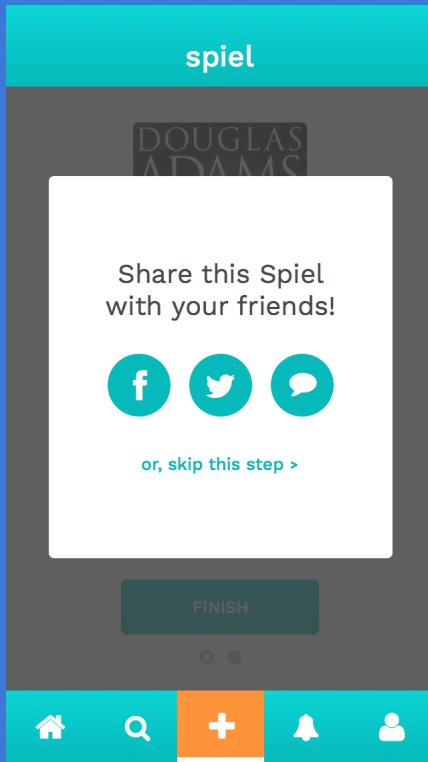 spiel
DOUGLAS
ADAMS
Share this Spiel
with your friends!
or, skip this step >
FINISH